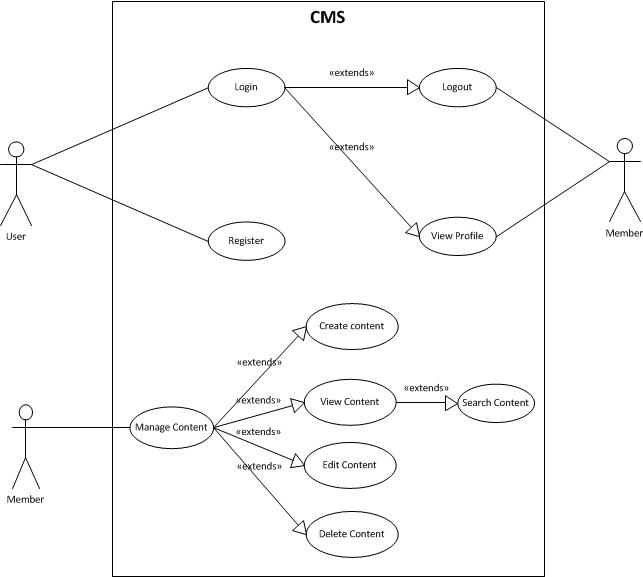 CMS
«extends»
Login
Logout
«extends»
User
Register
View Profile
Member
Create content
«extends»
«extends»
View Content
«extends»
Search Content
Manage Content
«extends»
Edit Content
«extends»
Member
Delete Content